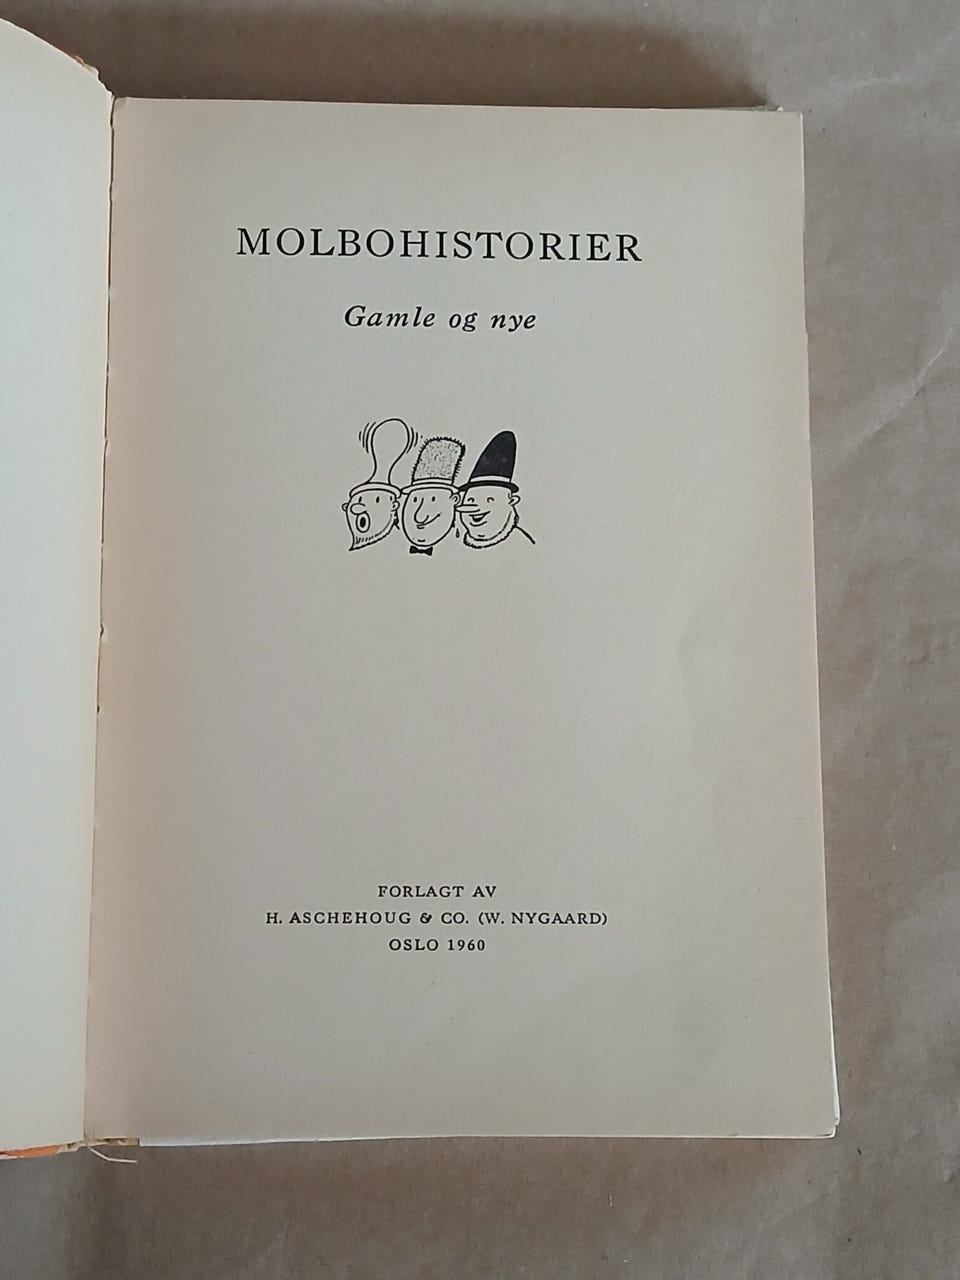 MOLBOHISTORIER
Gamle og nye
FORLAGT AV
H. ASCHEHOUG & CO. (W. NYGAARD)
OSLO 1960